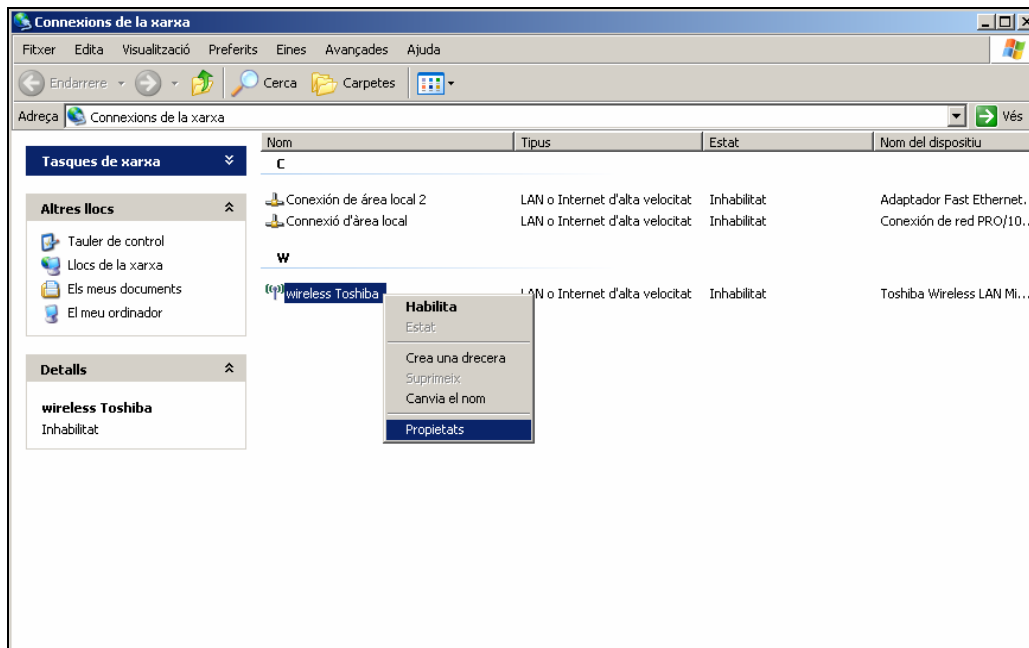 Connexions de la xarxa
Fitxer Edita Visualització Preferits Eines Avançades Ajuda
Endarrere Cerca Carpetes
Adreça Connexions de la xarxa Vés
Tasques de xarxa
Altres llocs
Tauler de control
Llocs de la xarxa
Els meus documents
El meu ordinador
Detalls
wireless Toshiba
Inhabilitat
Nom Tipus Estat Nom del dispositiu
C
Conexión de área local 2 LAN o Internet d'alta velocitat Inhabilitat Adaptador Fast Ethernet.
Connexió d'àrea local LAN o Internet d'alta velocitat Inhabilitat Conexión de red PRO/10..
W
wireless Toshiba LAN o Internet d'alta velocitat Inhabilitat Toshiba Wireless LAN Mi...
Habilita
Estat
Crea una drecera
Suprimeix
Canvia el nom
Propietats